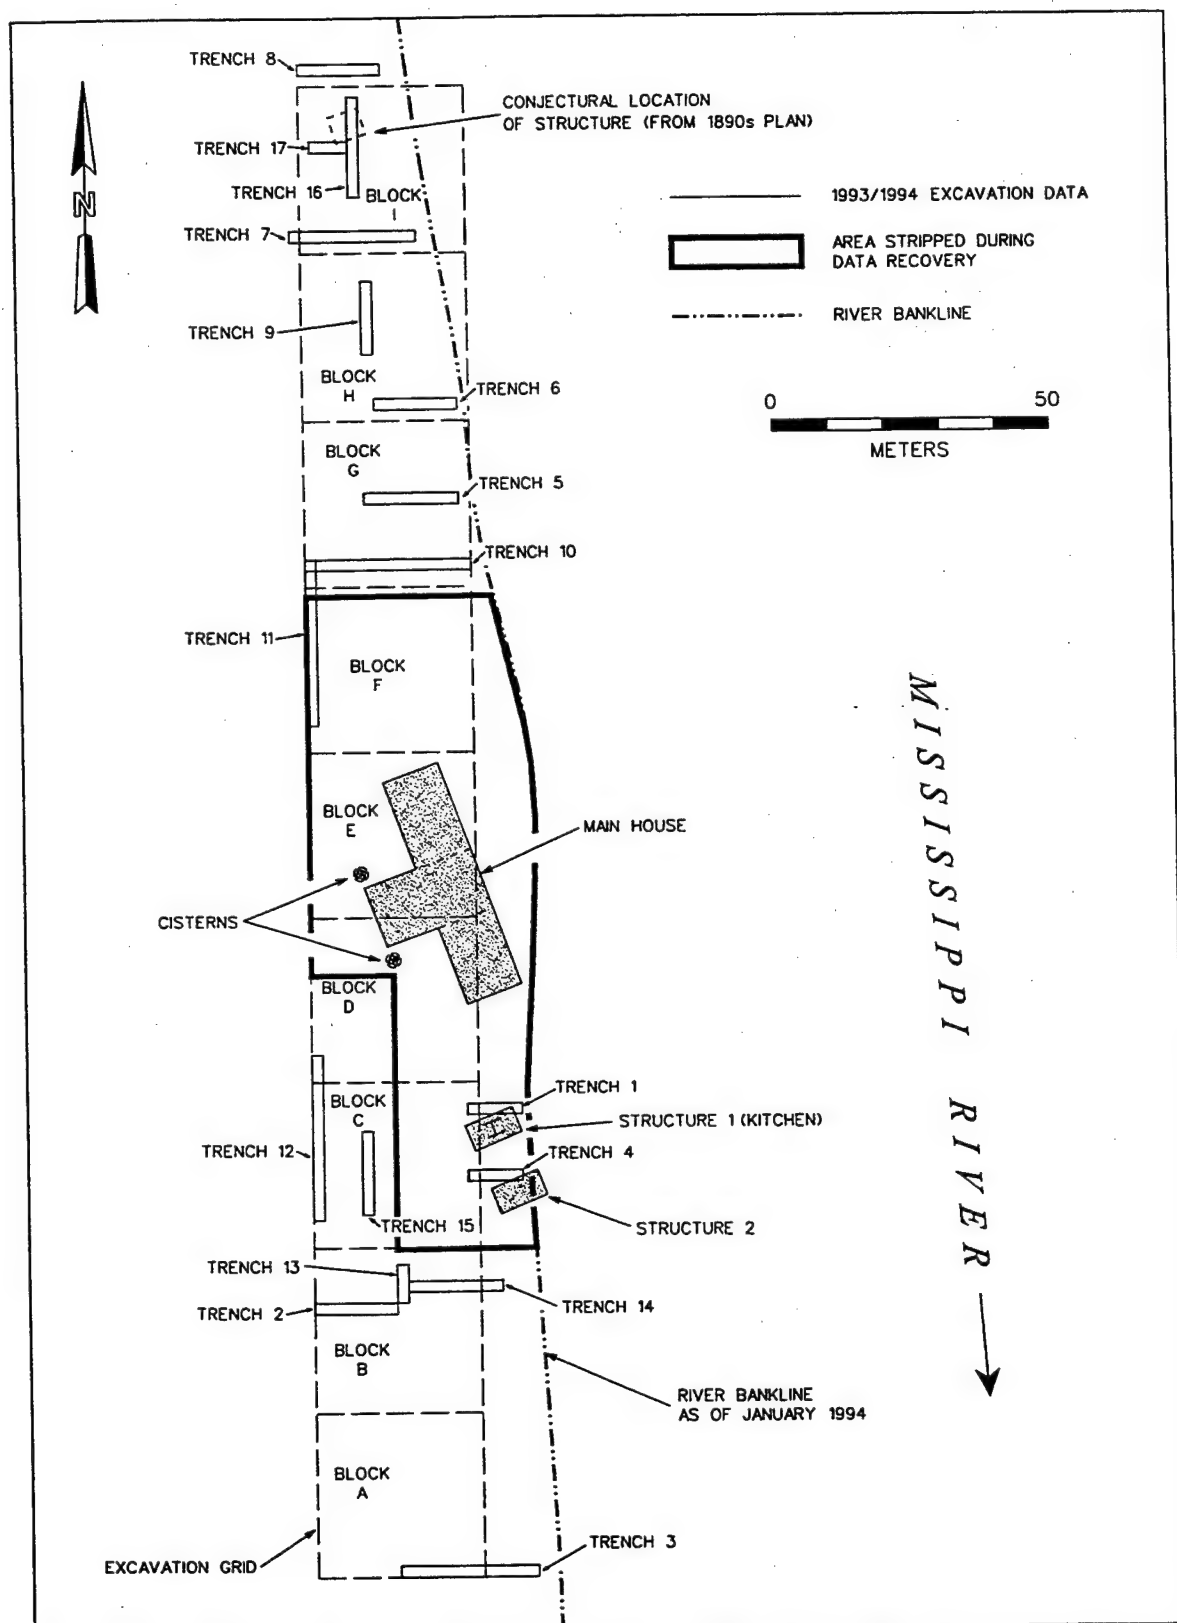 TRENCH 8
CONJECTURAL LOCATION
OF STRUCTURE (FROM 1890s PLAN)
TRENCH 17
TRENCH 16
BLOCK
I
N
1993/1994 EXCAVATION DATA
TRENCH 7
AREA STRIPPED DURING
DATA RECOVERY
RIVER BANKLINE
TRENCH 9
BLOCK
H
TRENCH 6
0
50
METERS
BLOCK
G
TRENCH 5
TRENCH 10
TRENCH 11
BLOCK
F
MISSISSIPPI RIVER
BLOCK
E
MAIN HOUSE
CISTERNS
BLOCK
D
TRENCH 1
BLOCK
C
STRUCTURE 1 (KITCHEN)
TRENCH 12
TRENCH 4
TRENCH 15
STRUCTURE 2
TRENCH 13
TRENCH 2
TRENCH 14
BLOCK
B
RIVER BANKLINE
AS OF JANUARY 1994
BLOCK
A
TRENCH 3
EXCAVATION GRID